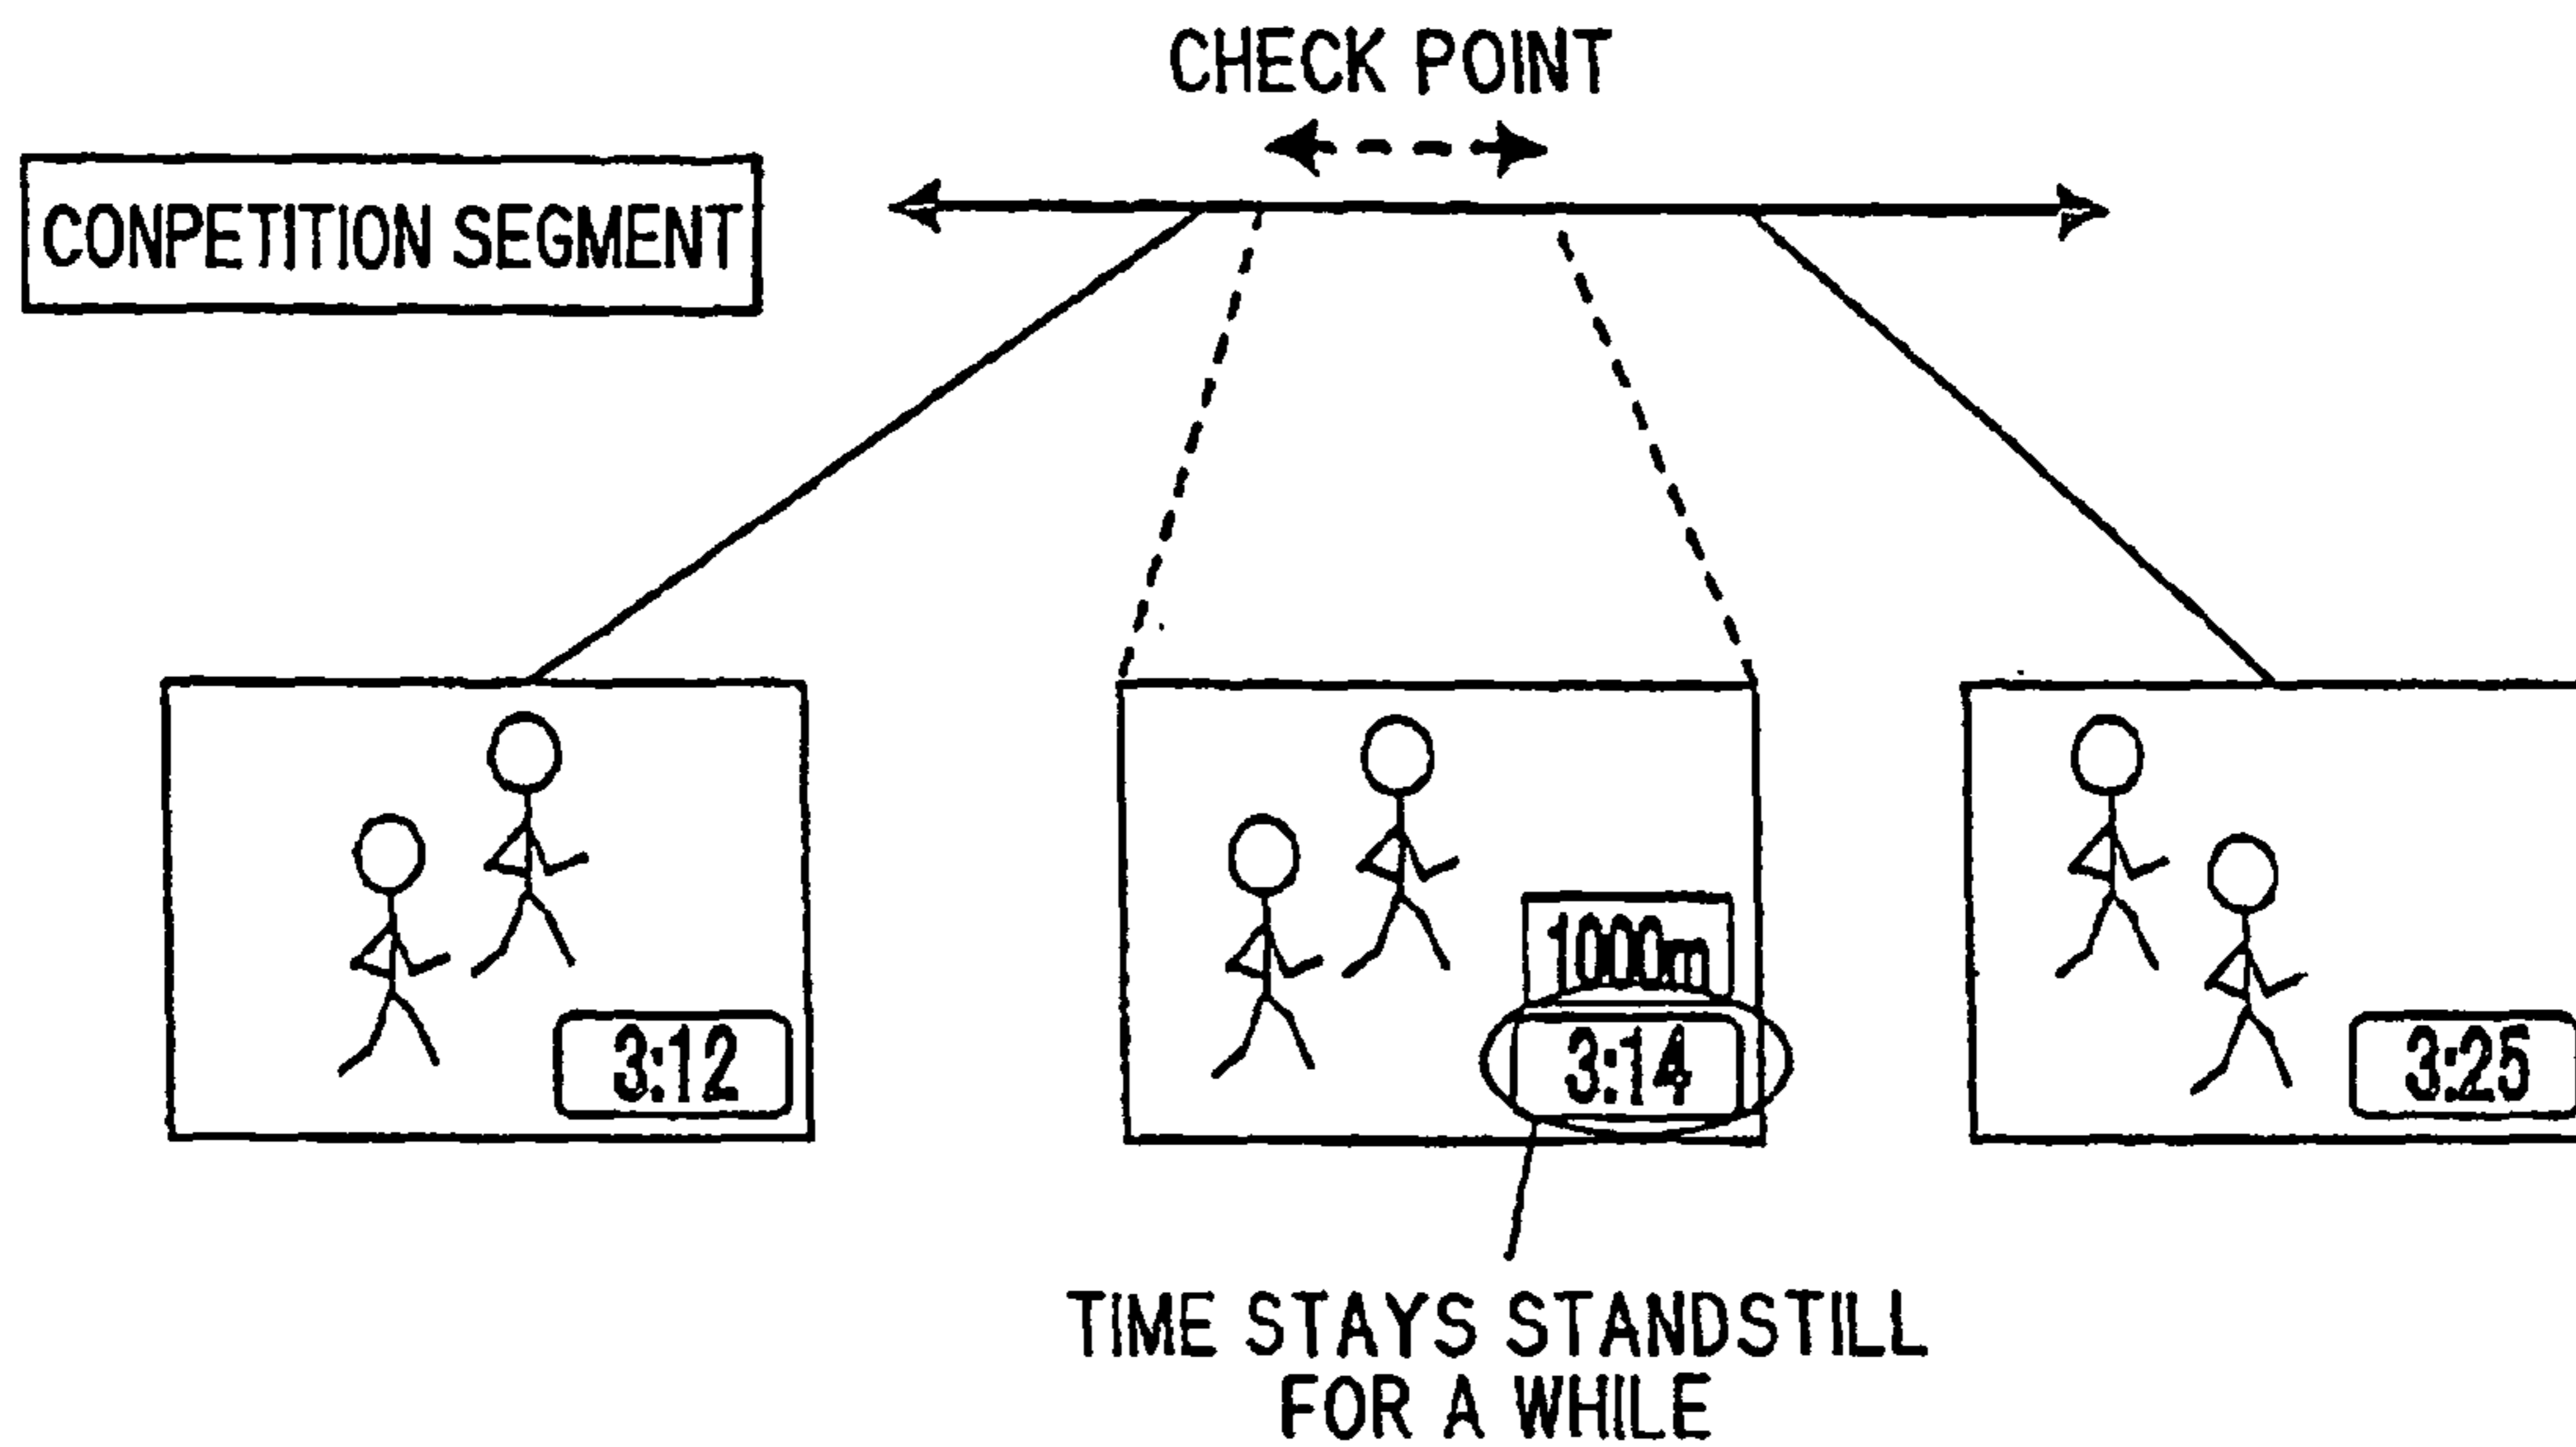 CHECK POINT
CONPETITION SEGMENT
1000m
3:12
3:14
3:25
TIME STAYS STANDSTILL
FOR A WHILE